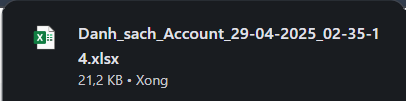 Danh_sach_Account_29-04-2025_02-35-1
4.xlsx
21,2 KB • Xong